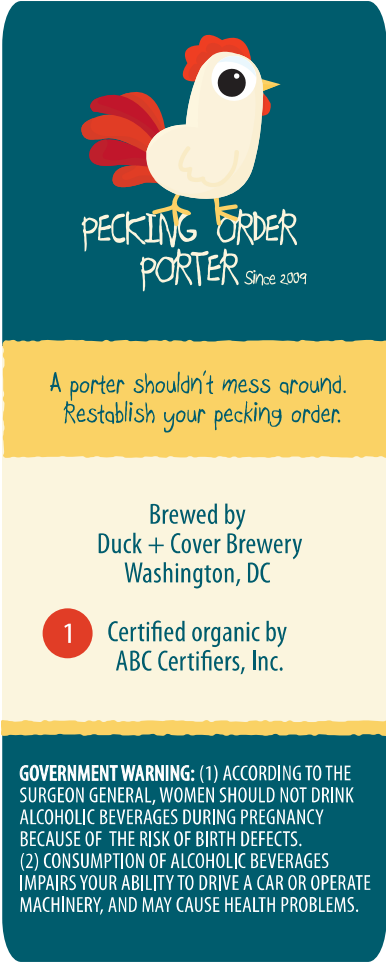 PECKING ORDER
PORTER Since 2009
A porter shouldn't mess around.
Restablish your pecking order.
Brewed by
Duck + Cover Brewery
Washington, DC
1 Certified organic by
ABC Certifiers, Inc.
GOVERNMENT WARNING: (1) ACCORDING TO THE
SURGEON GENERAL, WOMEN SHOULD NOT DRINK
ALCOHOLIC BEVERAGES DURING PREGNANCY
BECAUSE OF THE RISK OF BIRTH DEFECTS.
(2) CONSUMPTION OF ALCOHOLIC BEVERAGES
IMPAIRS YOUR ABILITY TO DRIVE A CAR OR OPERATE
MACHINERY, AND MAY CAUSE HEALTH PROBLEMS.